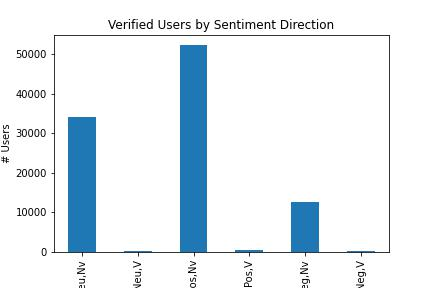 Verified Users by Sentiment Direction
50000
40000
30000
20000
10000
0
# Users
eu,Nv
Neu,V
os,Nv
Pos,V
eg,Nv
Neg,V